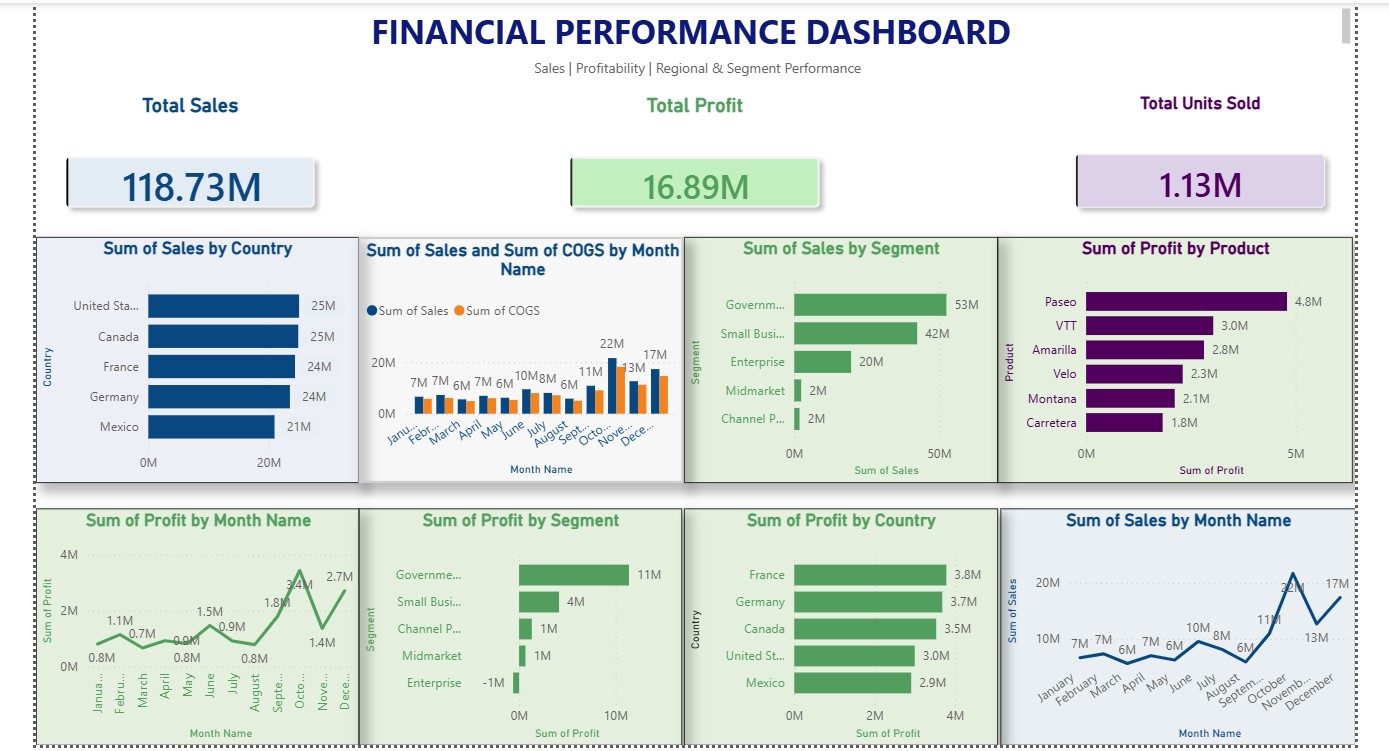 FINANCIAL PERFORMANCE DASHBOARD
Sales | Profitability | Regional & Segment Performance
Total Sales
Total Profit
Total Units Sold
118.73M
16.89M
1.13M
Sum of Sales by Country
Country
United Sta... 25M
Canada 25M
France 24M
Germany 24M
Mexico 21M
0M 20M
Sum of Sales and Sum of COGS by Month
Name
Sum of Sales Sum of COGS
20M
0M
7M 7M 6M 7M 6M 10M 8M 6M 11M 22M 13M 17M
Janu... Febr... March April May June July August Sept... Octo... Nove... Dece...
Month Name
Sum of Sales by Segment
Segment
Governm... 53M
Small Busi... 42M
Enterprise 20M
Midmarket 2M
Channel P... 2M
0M 50M
Sum of Sales
Sum of Profit by Product
Product
Paseo 4.8M
VTT 3.0M
Amarilla 2.8M
Velo 2.3M
Montana 2.1M
Carretera 1.8M
0M 5M
Sum of Profit
Sum of Profit by Month Name
Sum of Profit
4M
2M
0M
0.8M 1.1M 0.7M 0.9M 0.8M 1.5M 0.9M 0.8M 1.8M 3.4M 1.4M 2.7M
Janua... Febru... March April May June July August Septe... Octo... Nove... Dece...
Month Name
Sum of Profit by Segment
Segment
Governme... 11M
Small Busi... 4M
Channel P... 1M
Midmarket 1M
Enterprise -1M
0M 10M
Sum of Profit
Sum of Profit by Country
Country
France 3.8M
Germany 3.7M
Canada 3.5M
United St... 3.0M
Mexico 2.9M
0M 2M 4M
Sum of Profit
Sum of Sales by Month Name
Sum of Sales
20M
10M
7M 7M 6M 7M 6M 10M 8M 6M 11M 22M 13M 17M
January February March April May June July August Septem... October Novemb... December
Month Name